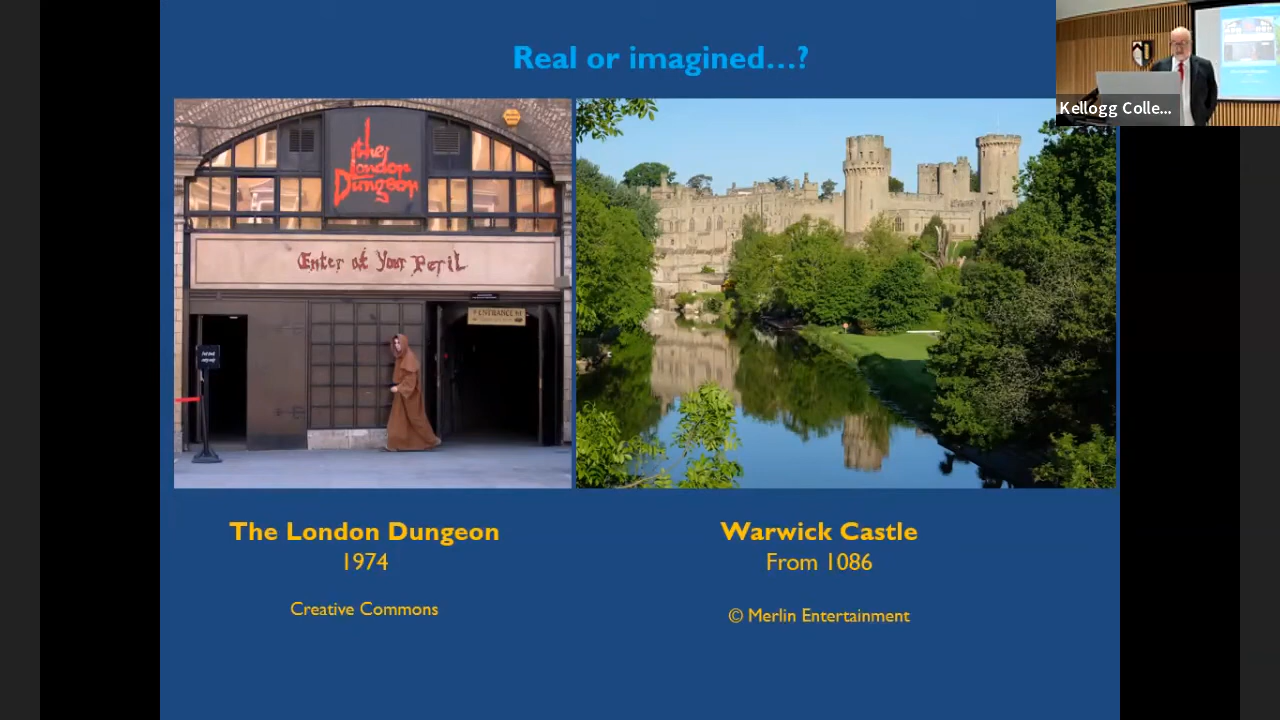 Real or imagined...?
Kellogg Colle...
the
London
Dungeon
Enter at Your Peril
ENTRANCE
The London Dungeon
1974
Creative Commons
Warwick Castle
From 1086
© Merlin Entertainment